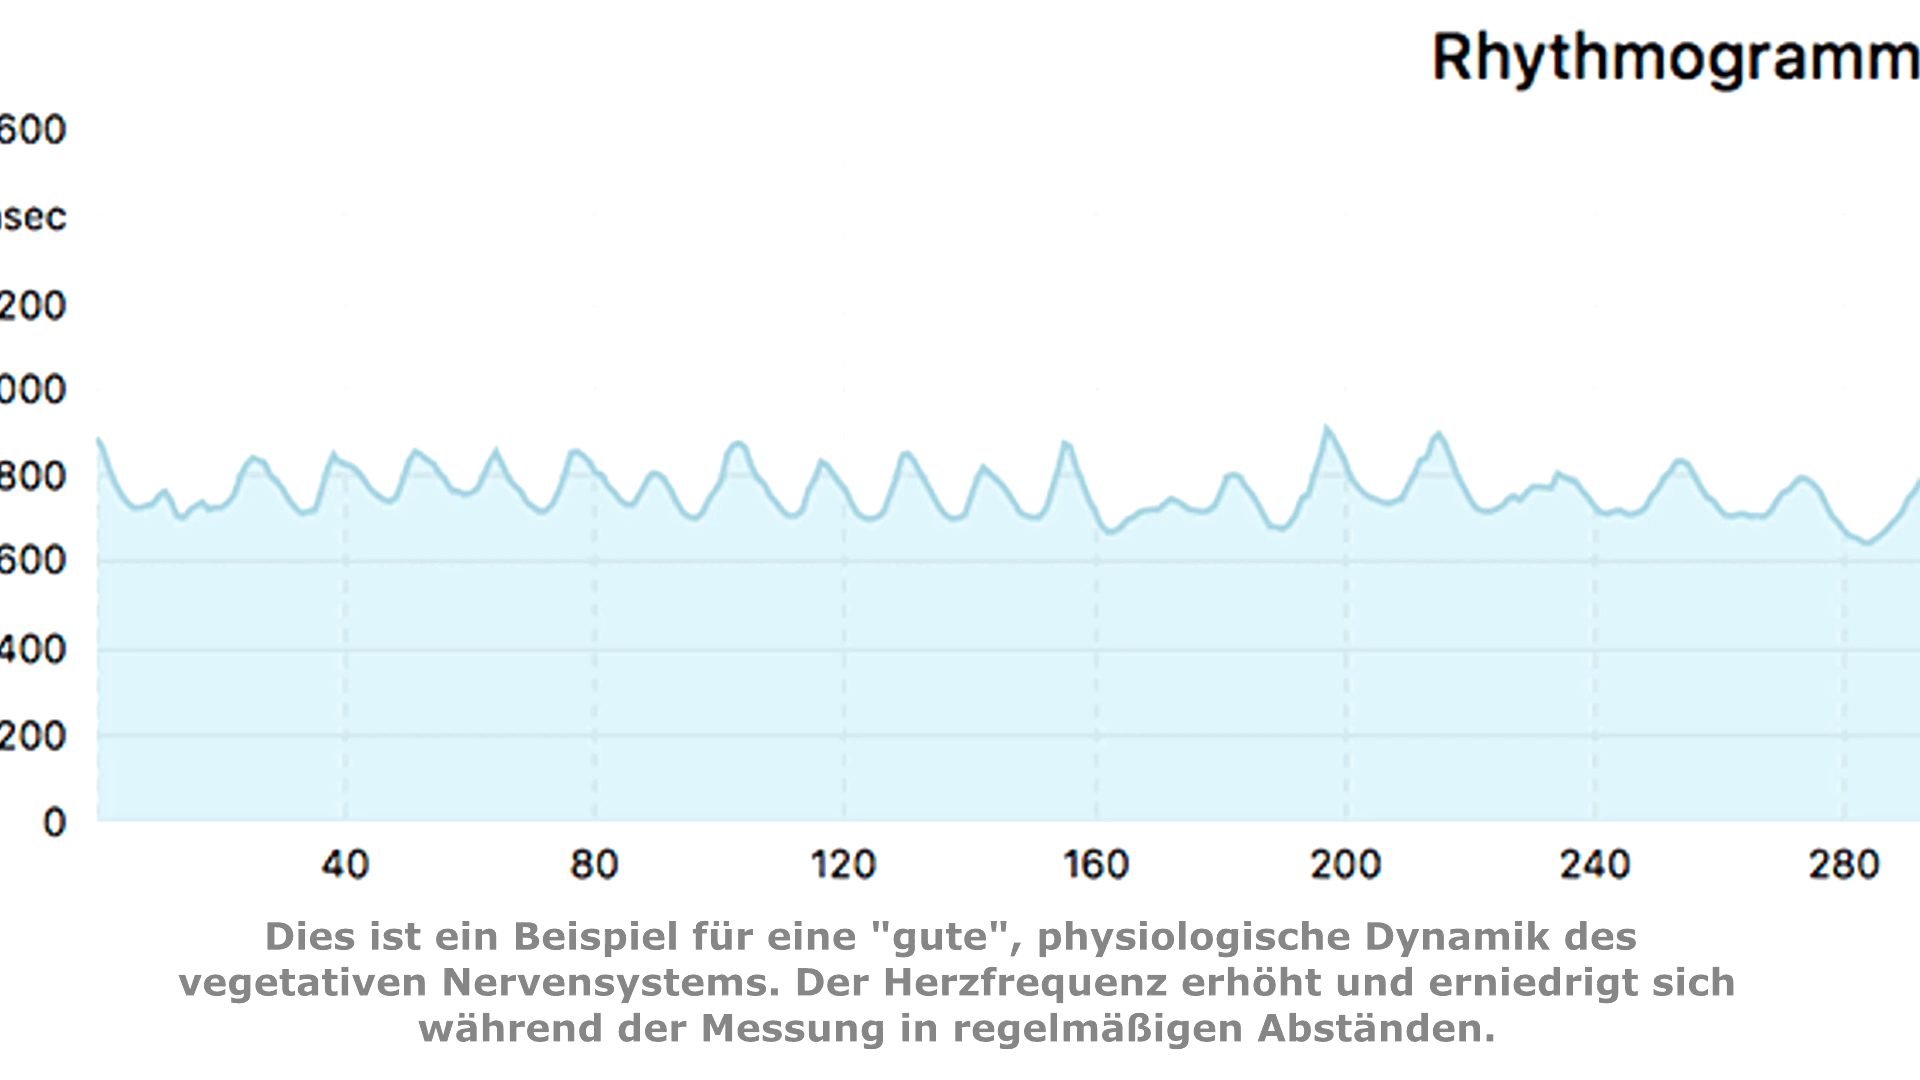 Rhythmogramm
600
sec
200
000
800
600
400
200
0
40 80 120 160 200 240 280
Dies ist ein Beispiel für eine "gute", physiologische Dynamik des
vegetativen Nervensystems. Der Herzfrequenz erhöht und erniedrigt sich
während der Messung in regelmäßigen Abständen.